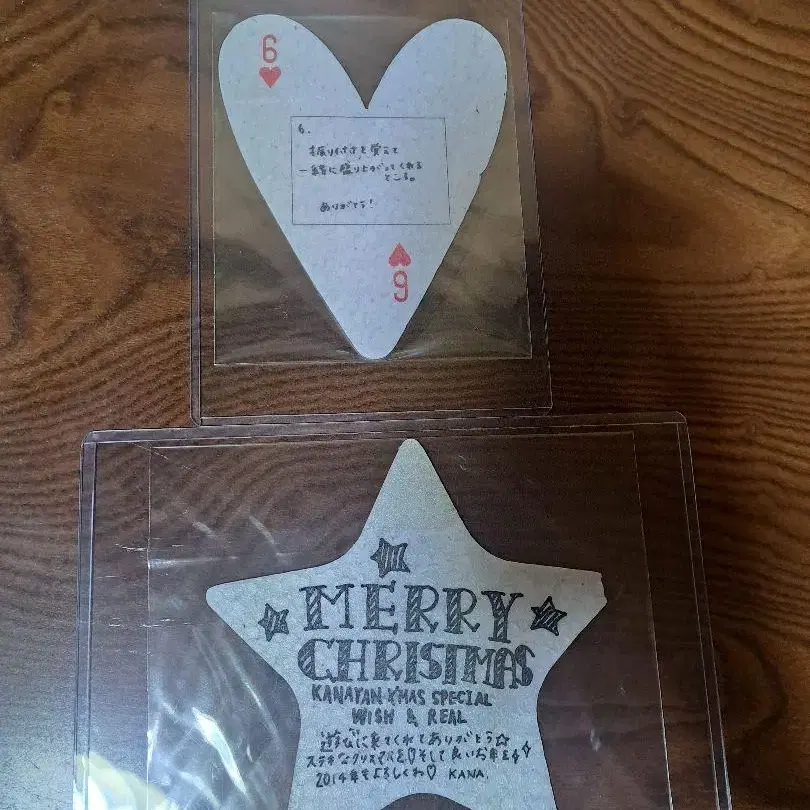 6
6.
振り付けを覚えて
一緒に盛り上がってくれる
ところ。
ありがとう!
6
MERRY
CHRISTMAS
KANAYAN X'MAS SPECIAL
WISH & REAL
遊びに来てくれてありがとう☆
ステキなクリスマスを♡そして良いお年を
2014年もよろしくね♡ KANA.